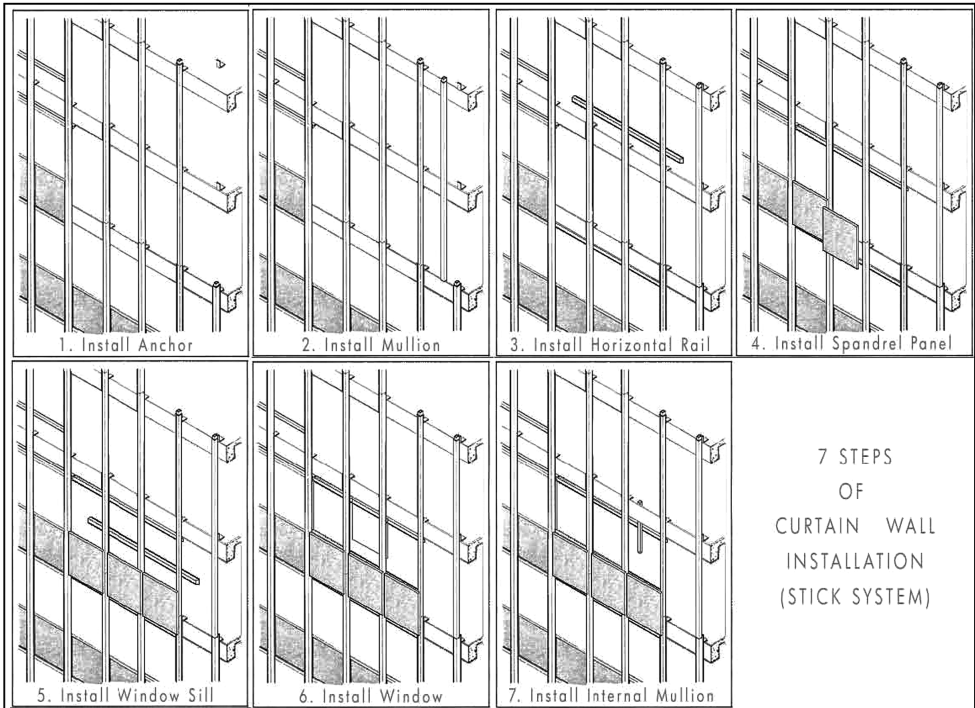 1. Install Anchor
2. Install Mullion
3. Install Horizontal Rail
4. Install Spandrel Panel
5. Install Window Sill
6. Install Window
7. Install Internal Mullion
7 STEPS
OF
CURTAIN WALL
INSTALLATION
(STICK SYSTEM)